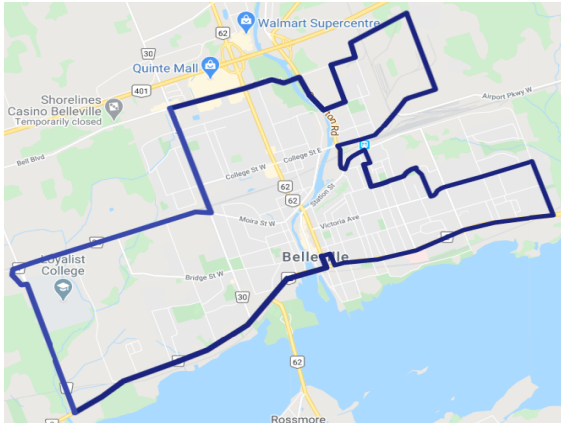 62
Walmart Supercentre
30
Quinte Mall
401
Shorelines
Casino Belleville
Temporarily closed
Airport Pkwy W
Bell Blvd
College St E
College St W
62
Station St
Moira St W
Victoria Ave
Belleville
Loyalist
College
Bridge St W
30
62
Rossmore